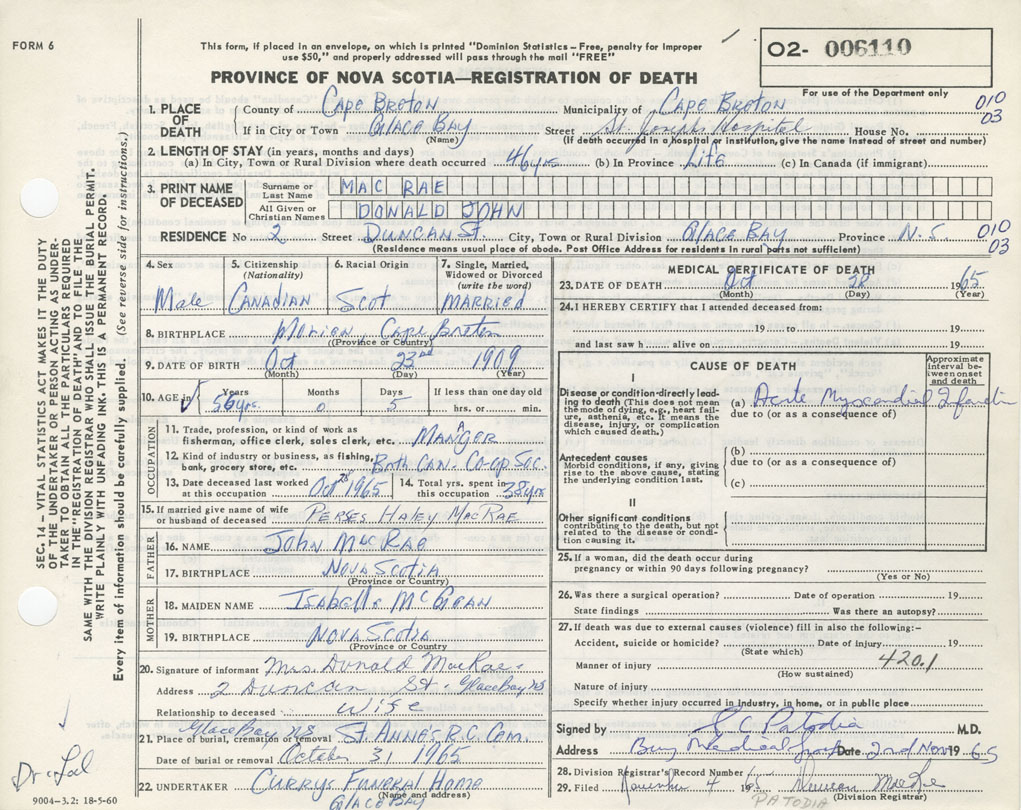 FORM 6
This form, if placed in an envelope, on which is printed "Dominion Statistics – Free, penalty for improper
use $50," and properly addressed will pass through the mail "FREE"
O2- 006110
For use of the Department only
PROVINCE OF NOVA SCOTIA—REGISTRATION OF DEATH
SEC. 14 – VITAL STATISTICS ACT MAKES IT THE DUTY
OF THE UNDERTAKER OR PERSON ACTING AS UNDER-
TAKER TO OBTAIN ALL THE PARTICULARS REQUIRED
IN THE "REGISTRATION OF DEATH" AND TO FILE THE
SAME WITH THE DIVISION REGISTRAR WHO SHALL ISSUE THE BURIAL PERMIT.
WRITE PLAINLY WITH UNFADING INK. THIS IS A PERMANENT RECORD.
Every item of information should be carefully supplied. (See reverse side for instructions.)
1. PLACE OF DEATH County of CAPE BRETON Municipality of CAPE BRETON 010
If in City or Town GLACE BAY Street St. Josephs Hospital House No. 03
(Name) (If death occurred in a hospital or institution, give the name instead of street and number)
2. LENGTH OF STAY (in years, months and days)
(a) In City, Town or Rural Division where death occurred 46 yrs (b) In Province Life (c) In Canada (if immigrant)
3. PRINT NAME OF DECEASED Surname or Last Name MAC RAE
All Given or Christian Names DONALD JOHN
RESIDENCE No 2 Street DUNCAN ST. City, Town or Rural Division GLACE BAY Province N.S 010
(Residence means usual place of abode. Post Office Address for residents in rural parts not sufficient) 03
4. Sex Male
5. Citizenship (Nationality) CANADIAN
6. Racial Origin Scot
7. Single, Married, Widowed or Divorced (write the word) MARRIED
8. BIRTHPLACE Morien Cape Breton
(Province or Country)
9. DATE OF BIRTH Oct 23rd 1909
(Month) (Day) (Year)
10. AGE in Years Months Days If less than one day old
56 yrs. 0 5 hrs. or min.
OCCUPATION
11. Trade, profession, or kind of work as
fisherman, office clerk, sales clerk, etc. MANAGER
12. Kind of industry or business, as fishing,
bank, grocery store, etc. Both CAN. Co-op Soc.
13. Date deceased last worked at this occupation Oct 28 1965
14. Total yrs. spent in this occupation 38 yrs
15. If married give name of wife
or husband of deceased PERSES HALEY MACRAE
FATHER
16. NAME JOHN MACRAE
17. BIRTHPLACE NOVA SCOTIA
(Province or Country)
MOTHER
18. MAIDEN NAME ISABELLE
19. BIRTHPLACE NOVA SCOTIA
(Province or Country)
20. Signature of informant Mrs. Donald MacRae
Address 2 Duncan St. Glace Bay NS
Relationship to deceased Wife
Glace Bay NS
21. Place of burial, cremation or removal ST. ANNES R.C. Cem.
Date of burial or removal October 31 1965
22. UNDERTAKER CURRYS FUNERAL HOME
(Name and address)
GLACE BAY
MEDICAL CERTIFICATE OF DEATH
23. DATE OF DEATH Oct 28 1965
(Month) (Day) (Year)
24. I HEREBY CERTIFY that I attended deceased from:
19 to 19
and last saw h alive on 19
CAUSE OF DEATH
Approximate interval between onset and death
I
Disease or condition directly lead-
ing to death (This does not mean
the mode of dying, e.g., heart fail-
ure, asthenia, etc. It means the
disease, injury, or complication
which caused death.)
(a) Acute Myocardial Infarction
due to (or as a consequence of)
Antecedent causes
Morbid conditions, if any, giving
rise to the above cause, stating
the underlying condition last.
(b)
due to (or as a consequence of)
(c)
II
Other significant conditions
contributing to the death, but not
related to the disease or condi-
tion causing it.
25. If a woman, did the death occur during
pregnancy or within 90 days following pregnancy?
(Yes or No)
26. Was there a surgical operation? Date of operation 19
State findings Was there an autopsy?
27. If death was due to external causes (violence) fill in also the following:-
Accident, suicide or homicide? Date of injury 19
(State which)
Manner of injury 420.1
(How sustained)
Nature of injury
Specify whether injury occurred in industry, in home, or in public place
Signed by S C Patodia M.D.
Address Medical Group Date 2nd Nov 1965
28. Division Registrar's Record Number
29. Filed November 4 1965 Duncan
(Division Registrar)
PATODIA
9004-3.2: 18-5-60